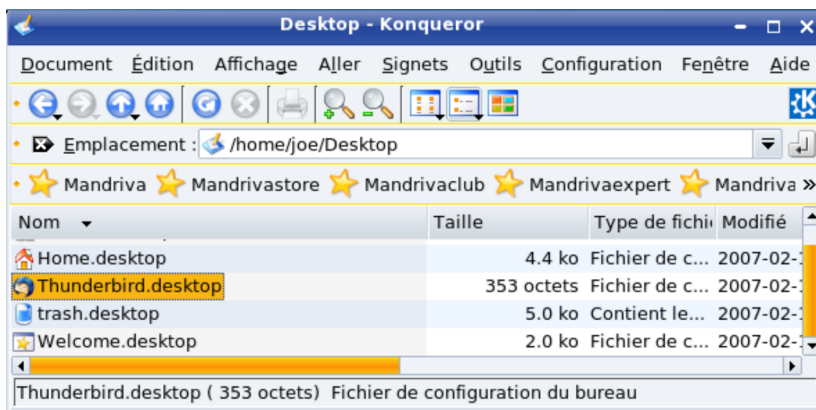 Desktop - Konqueror
Document Édition Affichage Aller Signets Outils Configuration Fenêtre Aide
Emplacement : /home/joe/Desktop
Mandriva Mandrivastore Mandrivaclub Mandrivaexpert Mandriva »
Nom Taille Type de fichi Modifié
Home.desktop 4.4 ko Fichier de c... 2007-02-
Thunderbird.desktop 353 octets Fichier de c... 2007-02-
trash.desktop 5.0 ko Contient le... 2007-02-
Welcome.desktop 2.0 ko Fichier de c... 2007-02-
Thunderbird.desktop ( 353 octets) Fichier de configuration du bureau